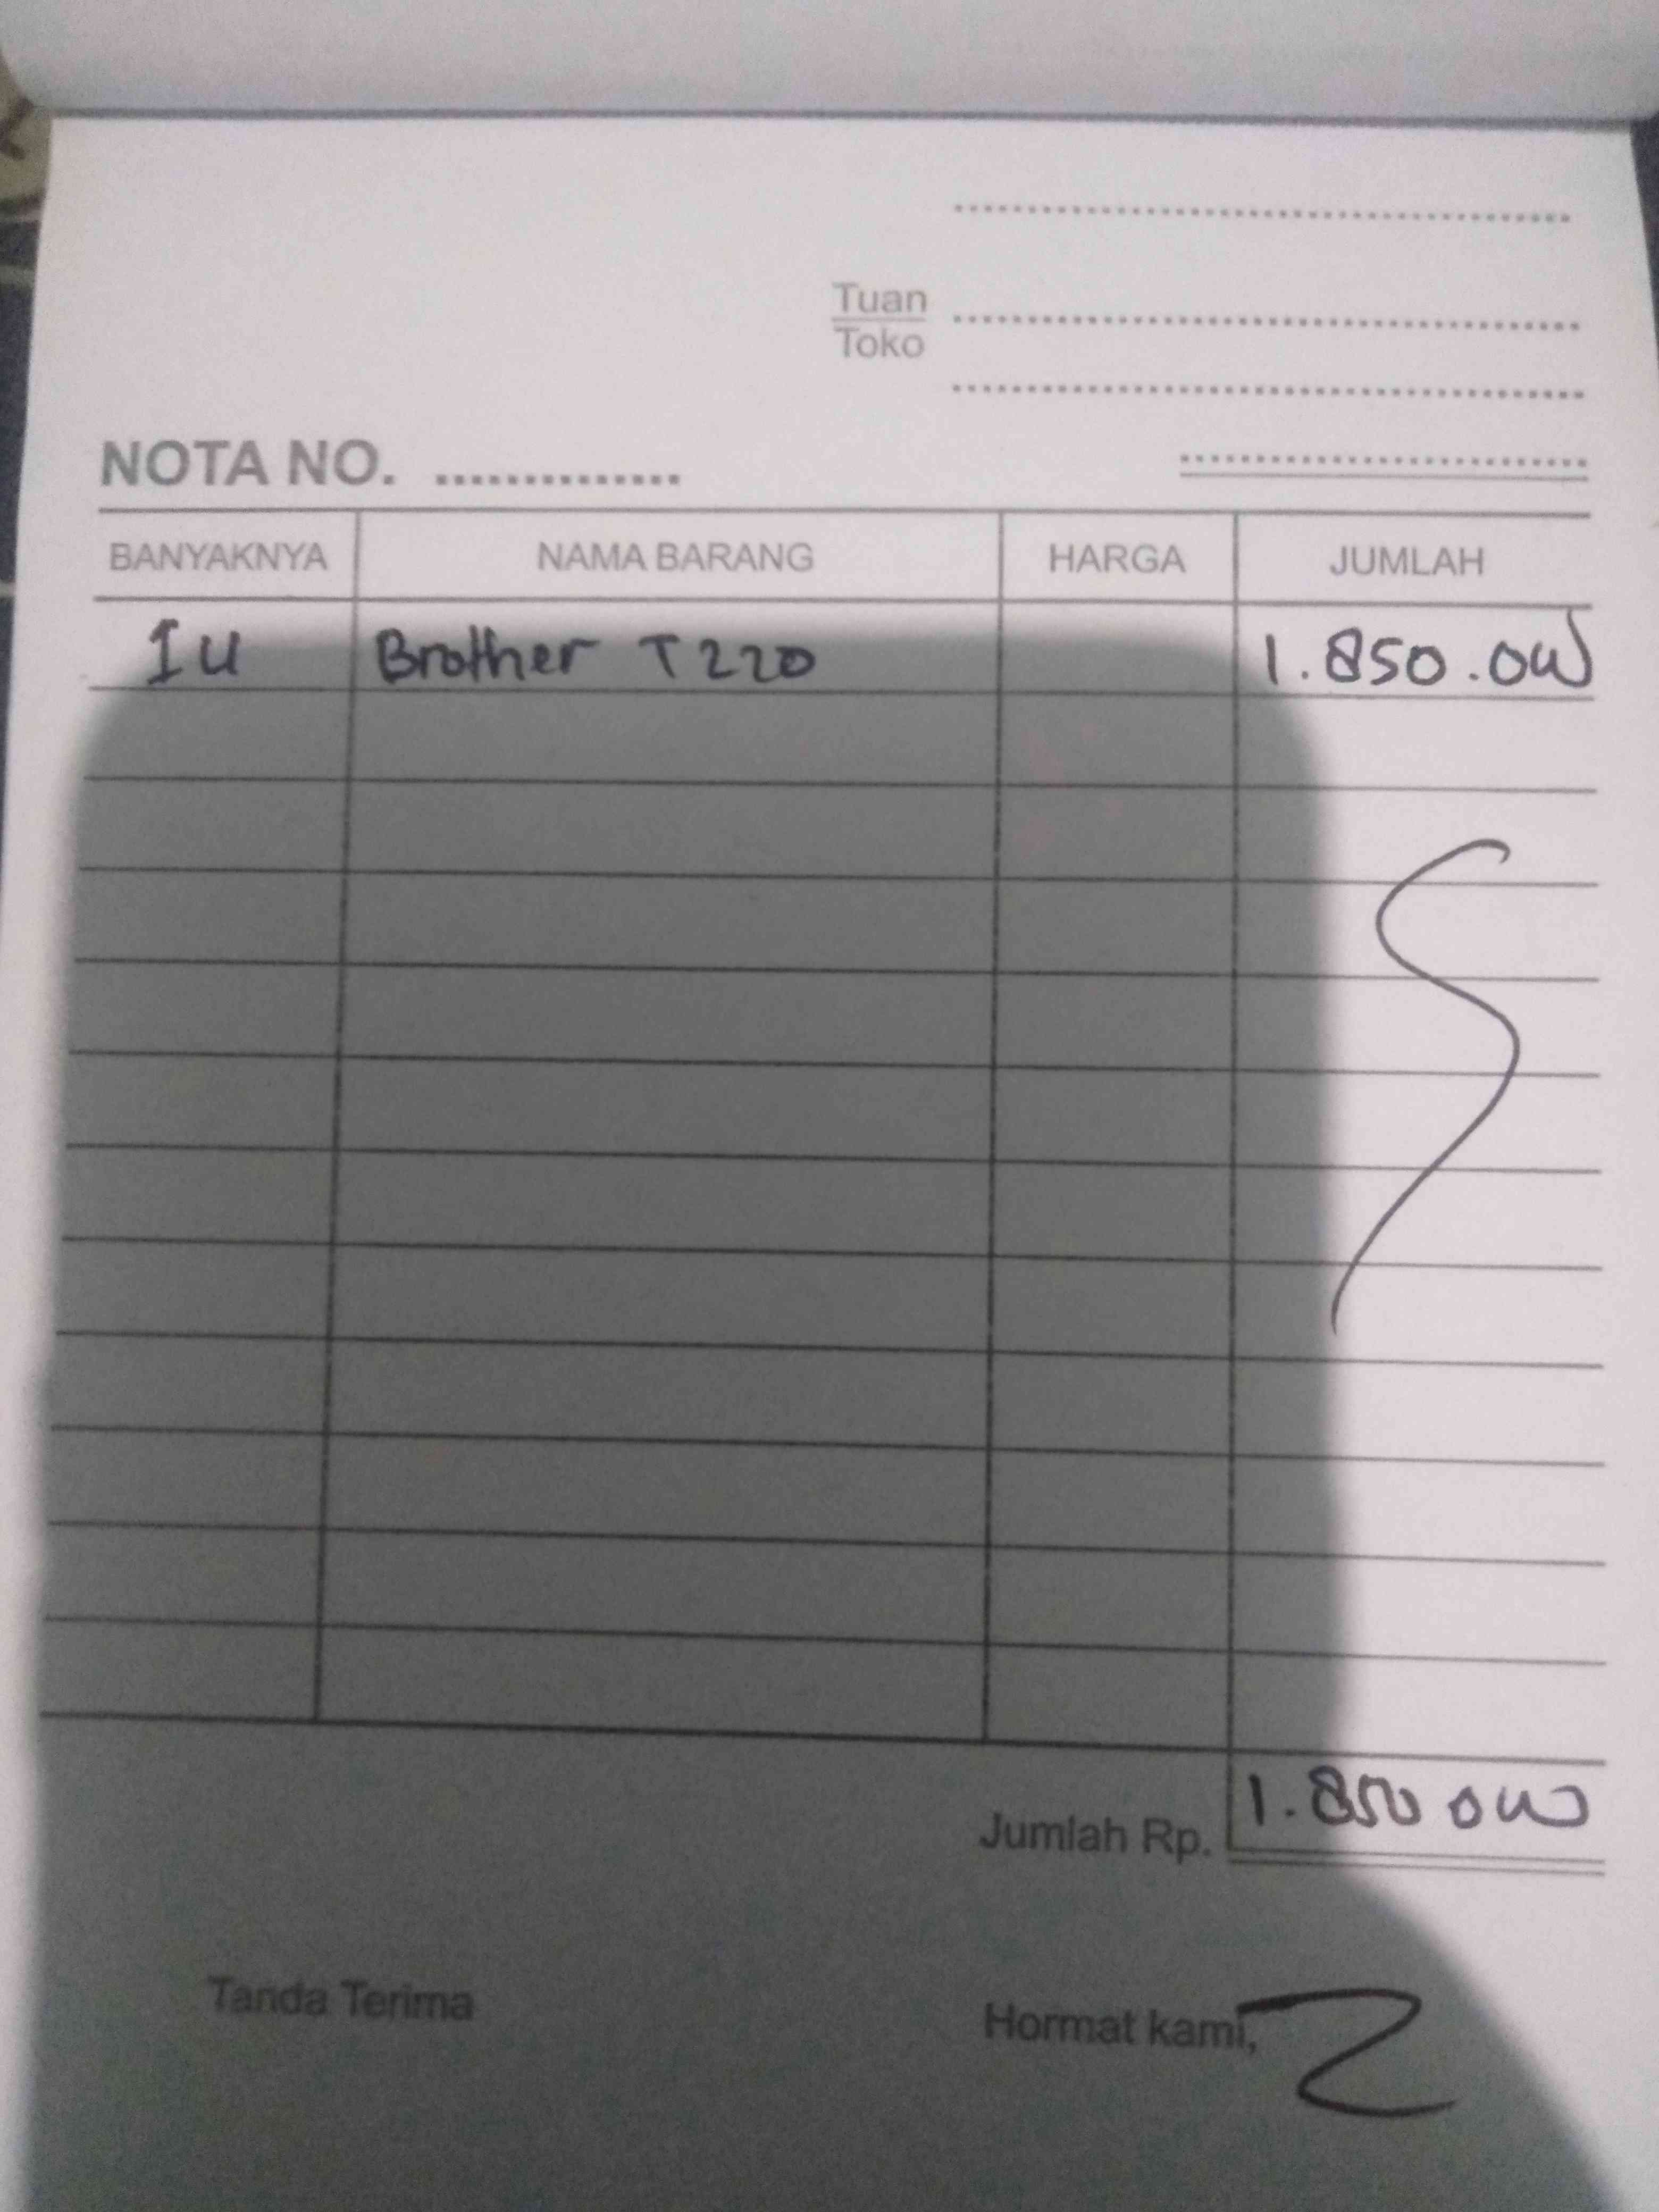 Tuan
Toko
NOTA NO. ..............
BANYAKNYA NAMA BARANG HARGA JUMLAH
1 U Brother T220 1.850.000
Jumlah Rp. 1.850 000
Tanda Terima Hormat kami,